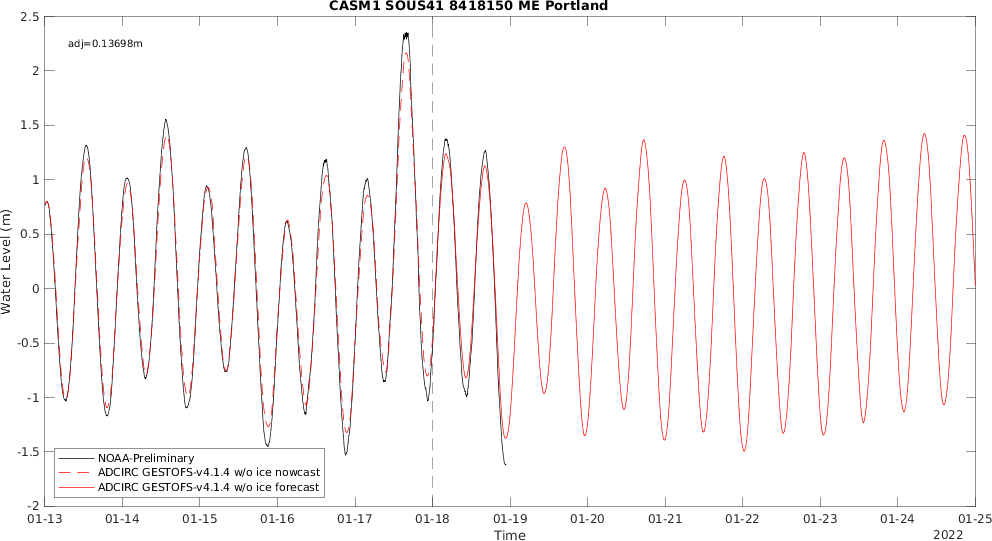 CASM1 SOUS41 8418150 ME Portland
adj=0.13698m
2.5
2
1.5
1
0.5
0
-0.5
-1
-1.5
-2
Water Level (m)
NOAA-Preliminary
ADCIRC GESTOFS-v4.1.4 w/o ice nowcast
ADCIRC GESTOFS-v4.1.4 w/o ice forecast
01-13 01-14 01-15 01-16 01-17 01-18 01-19 01-20 01-21 01-22 01-23 01-24 01-25
Time
2022